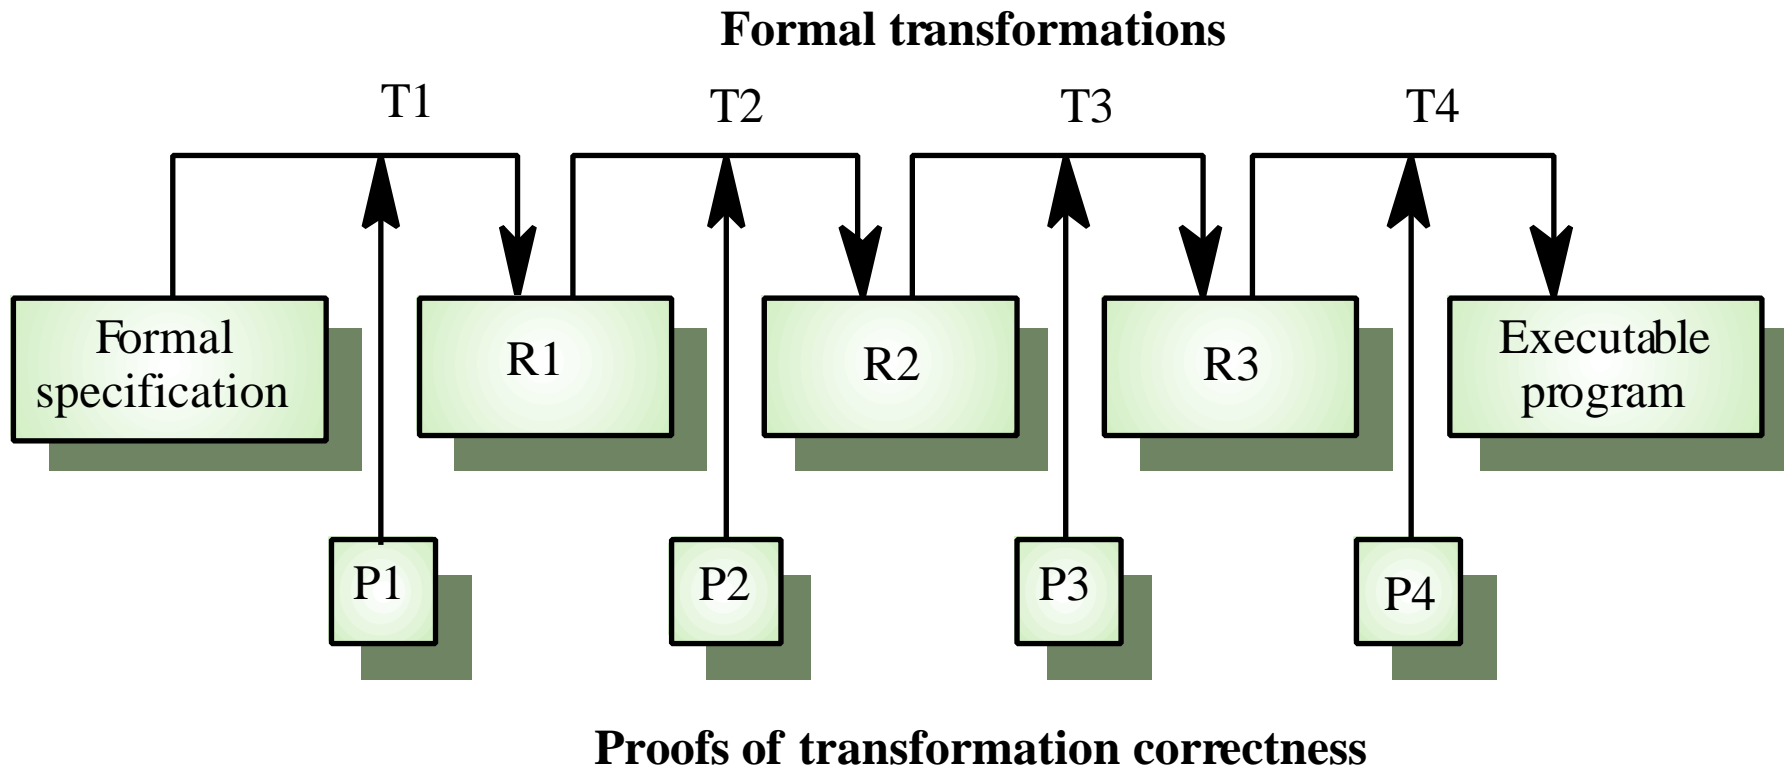 Formal transformations
T1 T2 T3 T4
Formal
specification
R1 R2 R3
Executable
program
P1 P2 P3 P4
Proofs of transformation correctness